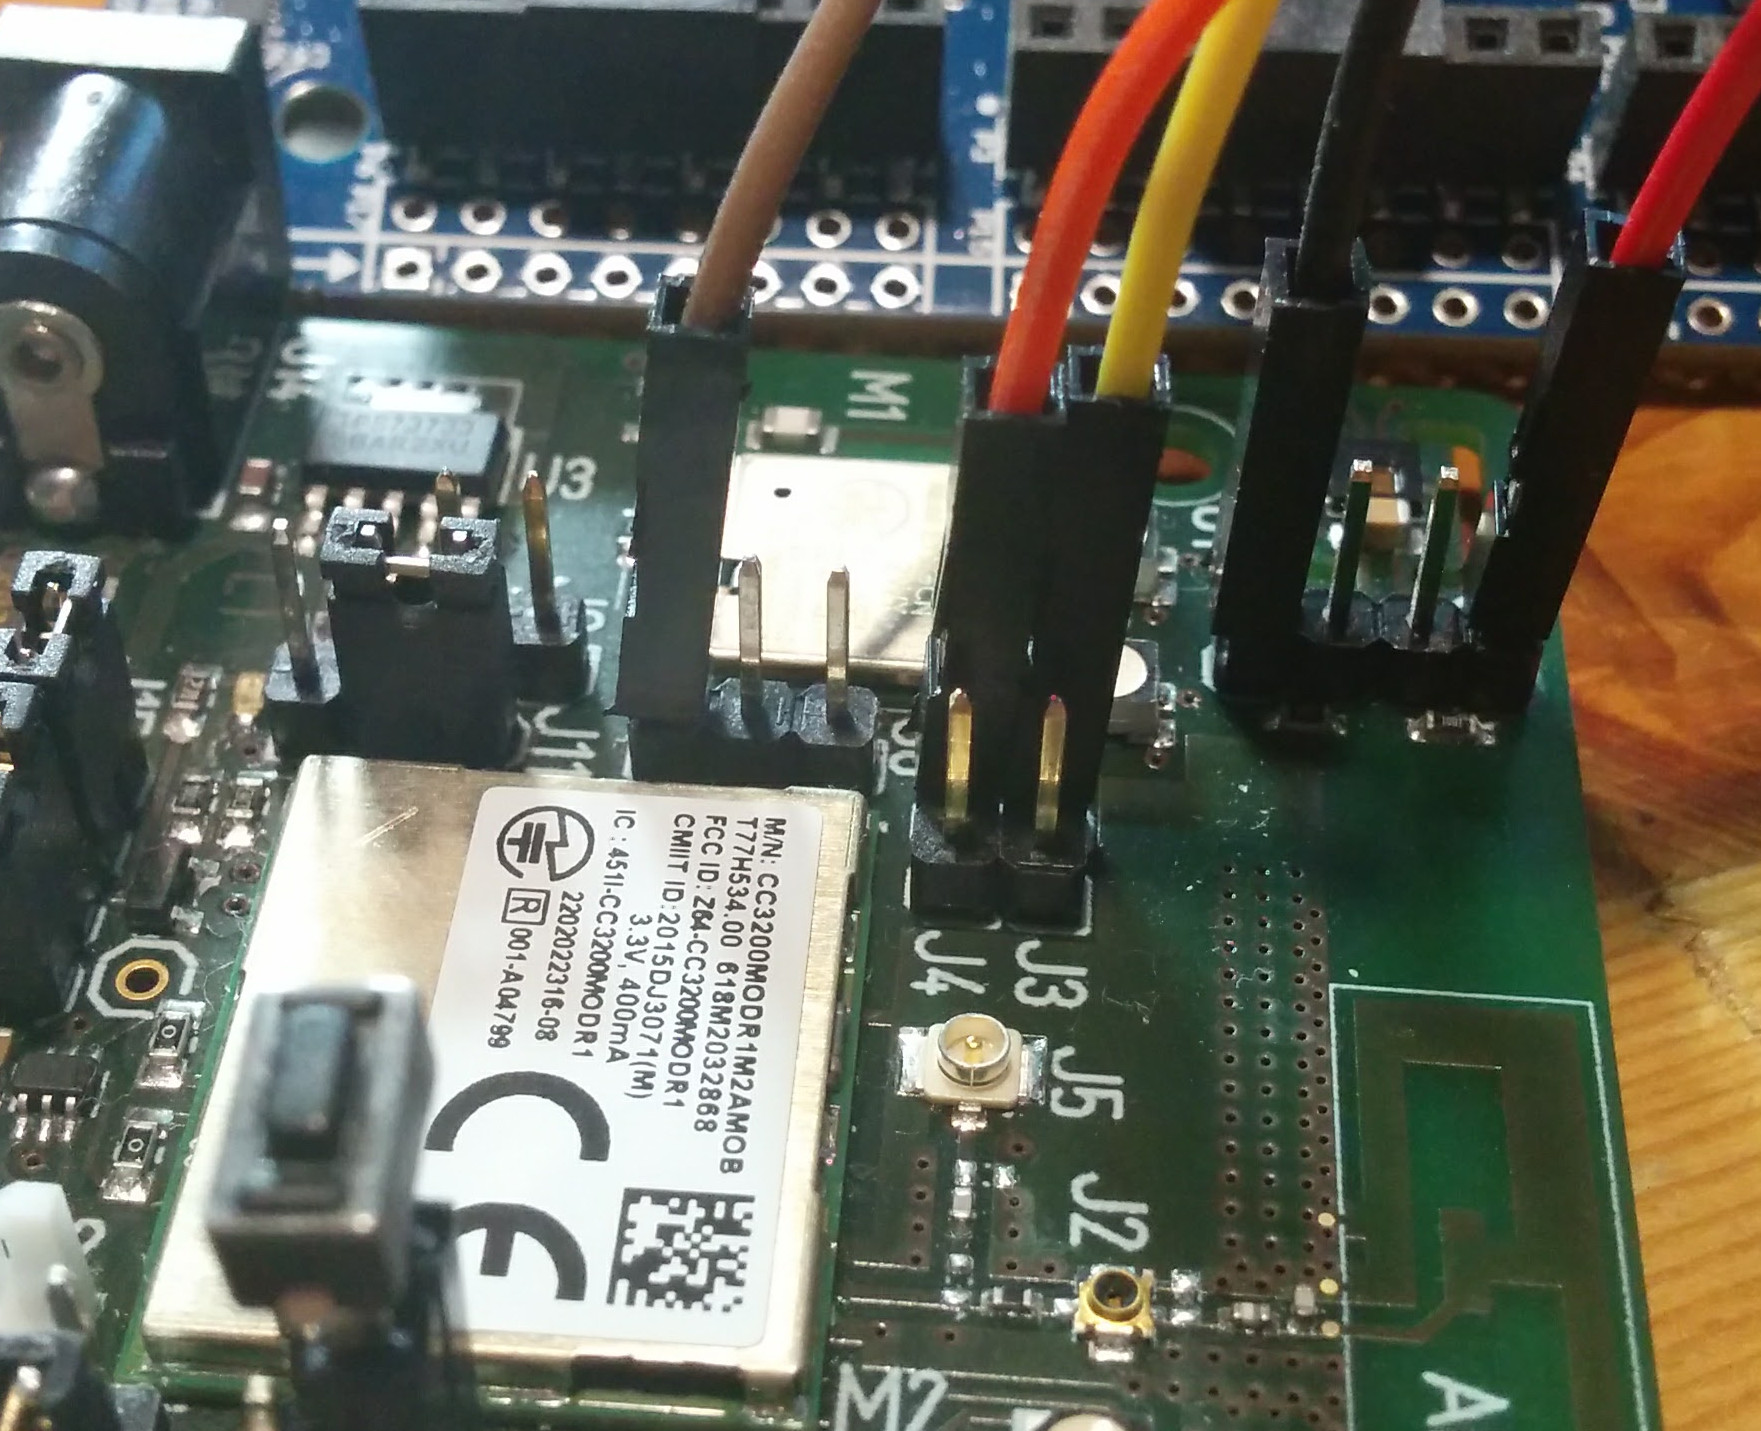 M1
U3
J11
M/N: CC3200MODR1M2AMOB
T77H534.00 618M2032868
FCC ID: Z64-CC3200MODR1
CMIIT ID:2015DJ3071(M)
3.3V, 400mA
IC: 451I-CC3200MODR1
2202022316-08
R 001-A04799
CE
J4
J3
J5
J2
M2
A